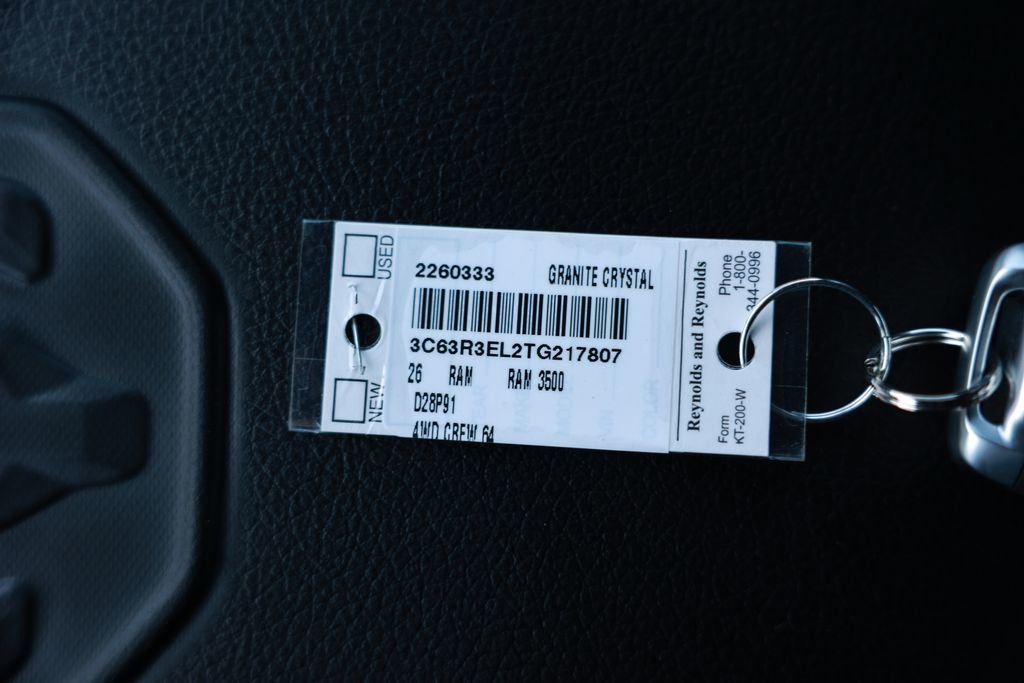 2260333 GRANITE CRYSTAL
3C63R3EL2TG217807
26 RAM RAM 3500
D28P91
4WD CREW 64
USED
NEW
Reynolds and Reynolds
Phone
1-800-
344-0996
Form
KT-200-W